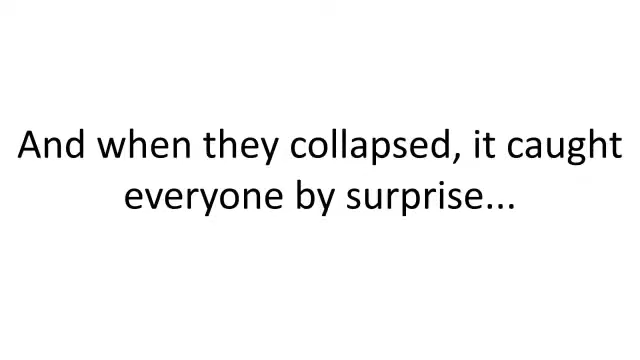 And when they collapsed, it caught
everyone by surprise...